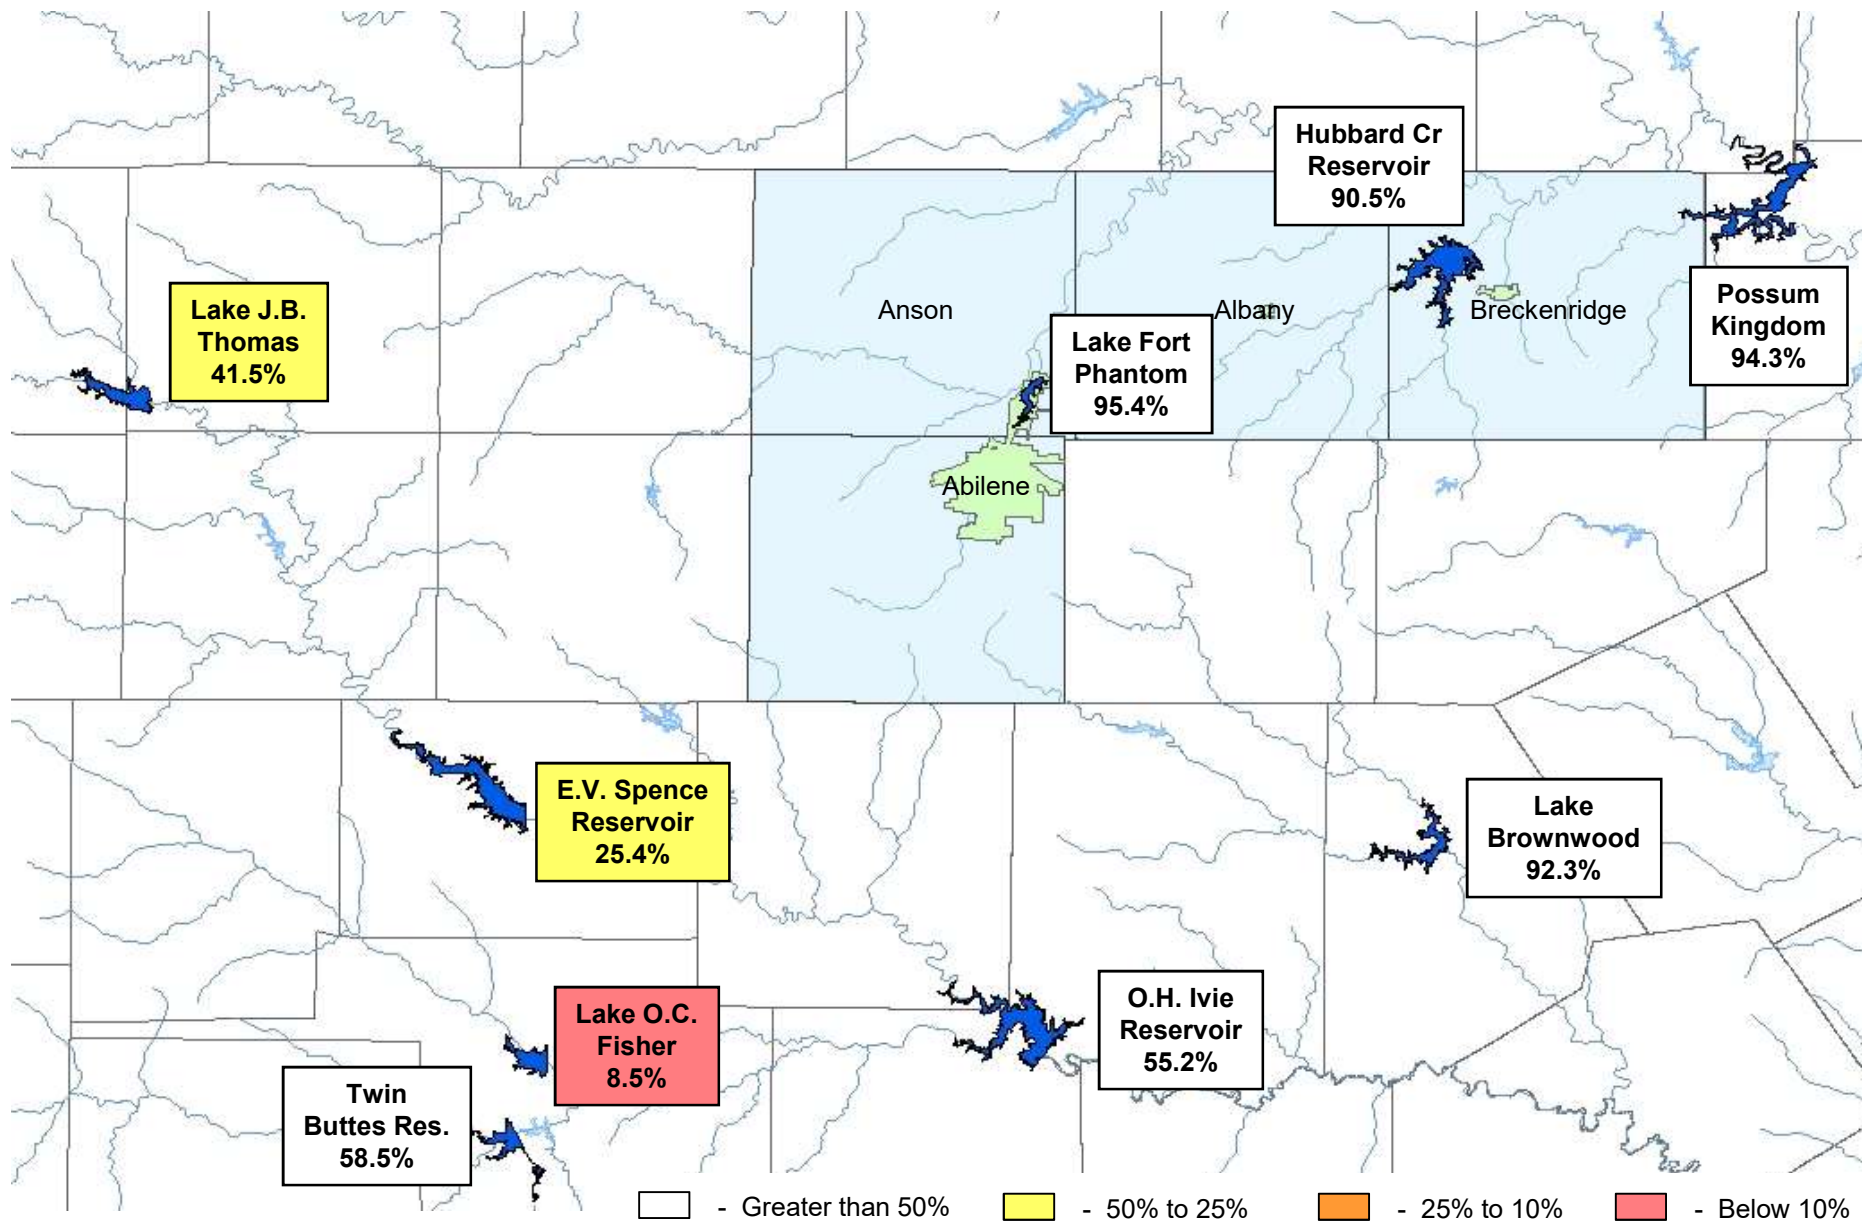 Hubbard Cr
Reservoir
90.5%
Possum
Kingdom
94.3%
Lake J.B.
Thomas
41.5%
Anson
Albany
Breckenridge
Lake Fort
Phantom
95.4%
Abilene
E.V. Spence
Reservoir
25.4%
Lake
Brownwood
92.3%
Lake O.C.
Fisher
8.5%
O.H. Ivie
Reservoir
55.2%
Twin
Buttes Res.
58.5%
- Greater than 50%
- 50% to 25%
- 25% to 10%
- Below 10%